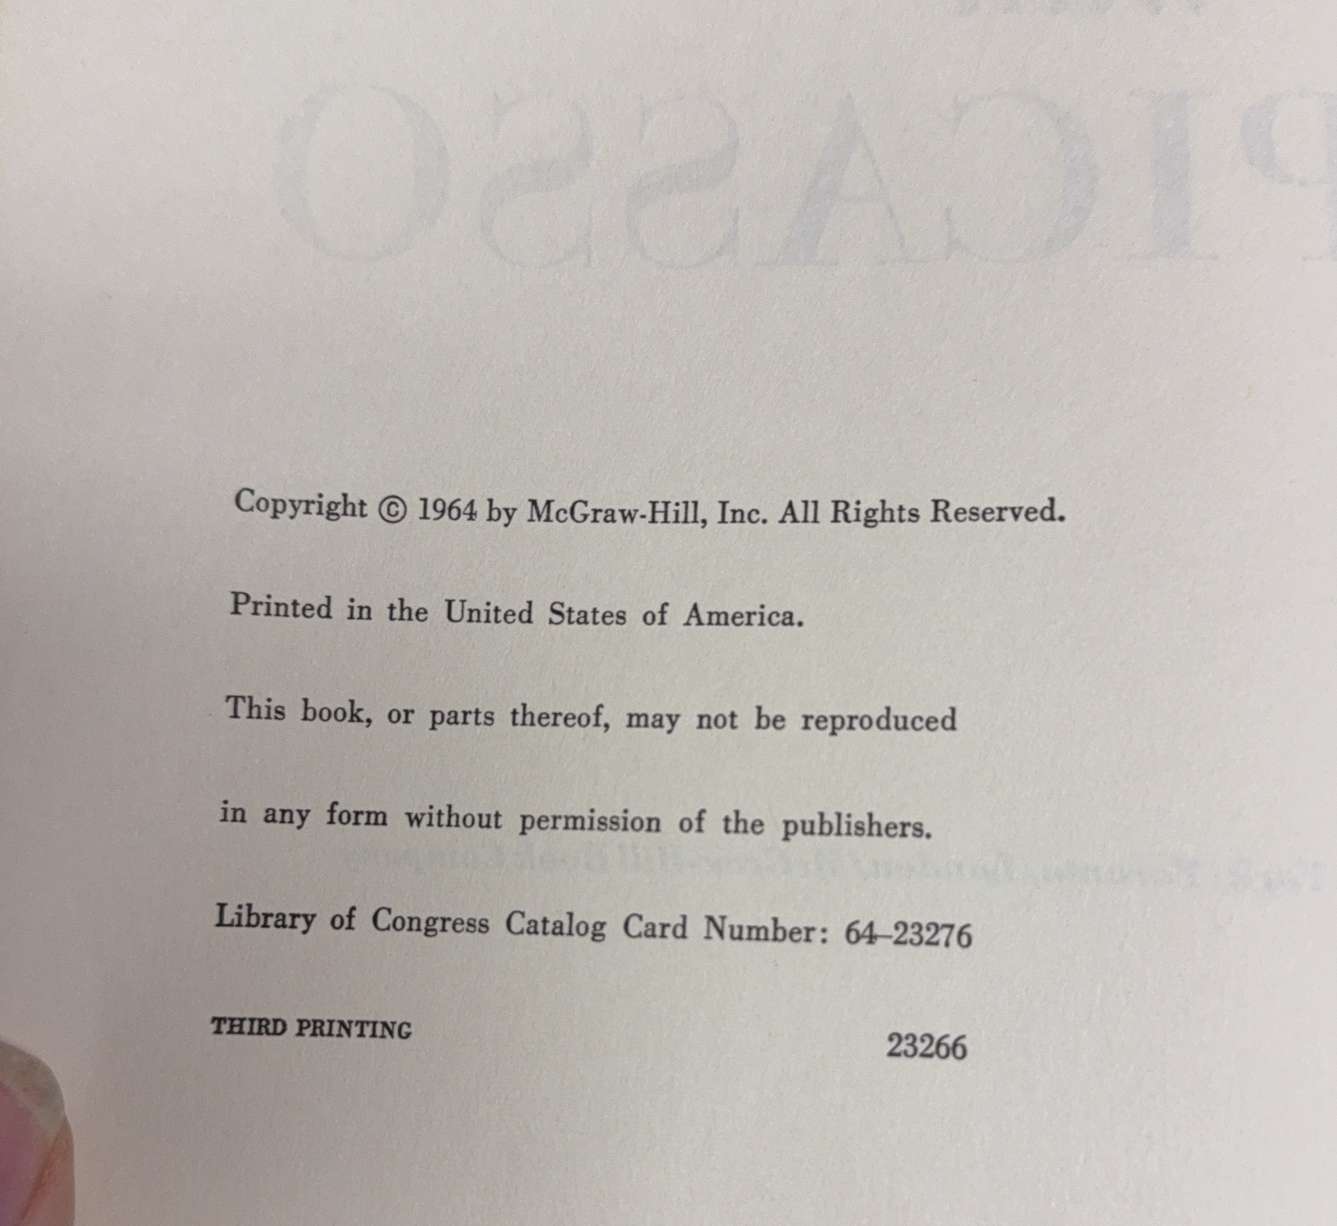 PICASSO
Copyright © 1964 by McGraw-Hill, Inc. All Rights Reserved.
Printed in the United States of America.
This book, or parts thereof, may not be reproduced
in any form without permission of the publishers.
Library of Congress Catalog Card Number: 64–23276
THIRD PRINTING 23266